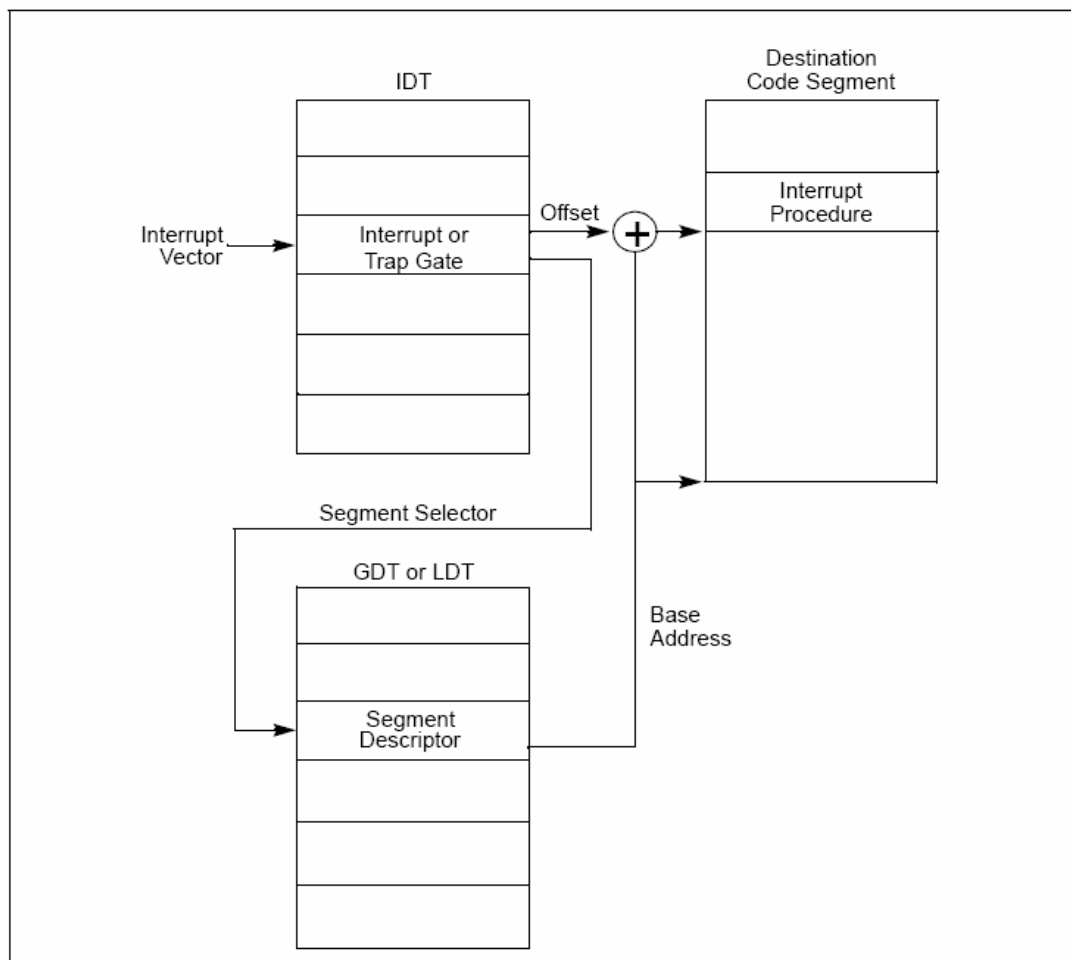 IDT
Destination
Code Segment
Interrupt
Vector
Interrupt or
Trap Gate
Offset
+
Interrupt
Procedure
Segment Selector
GDT or LDT
Segment
Descriptor
Base
Address